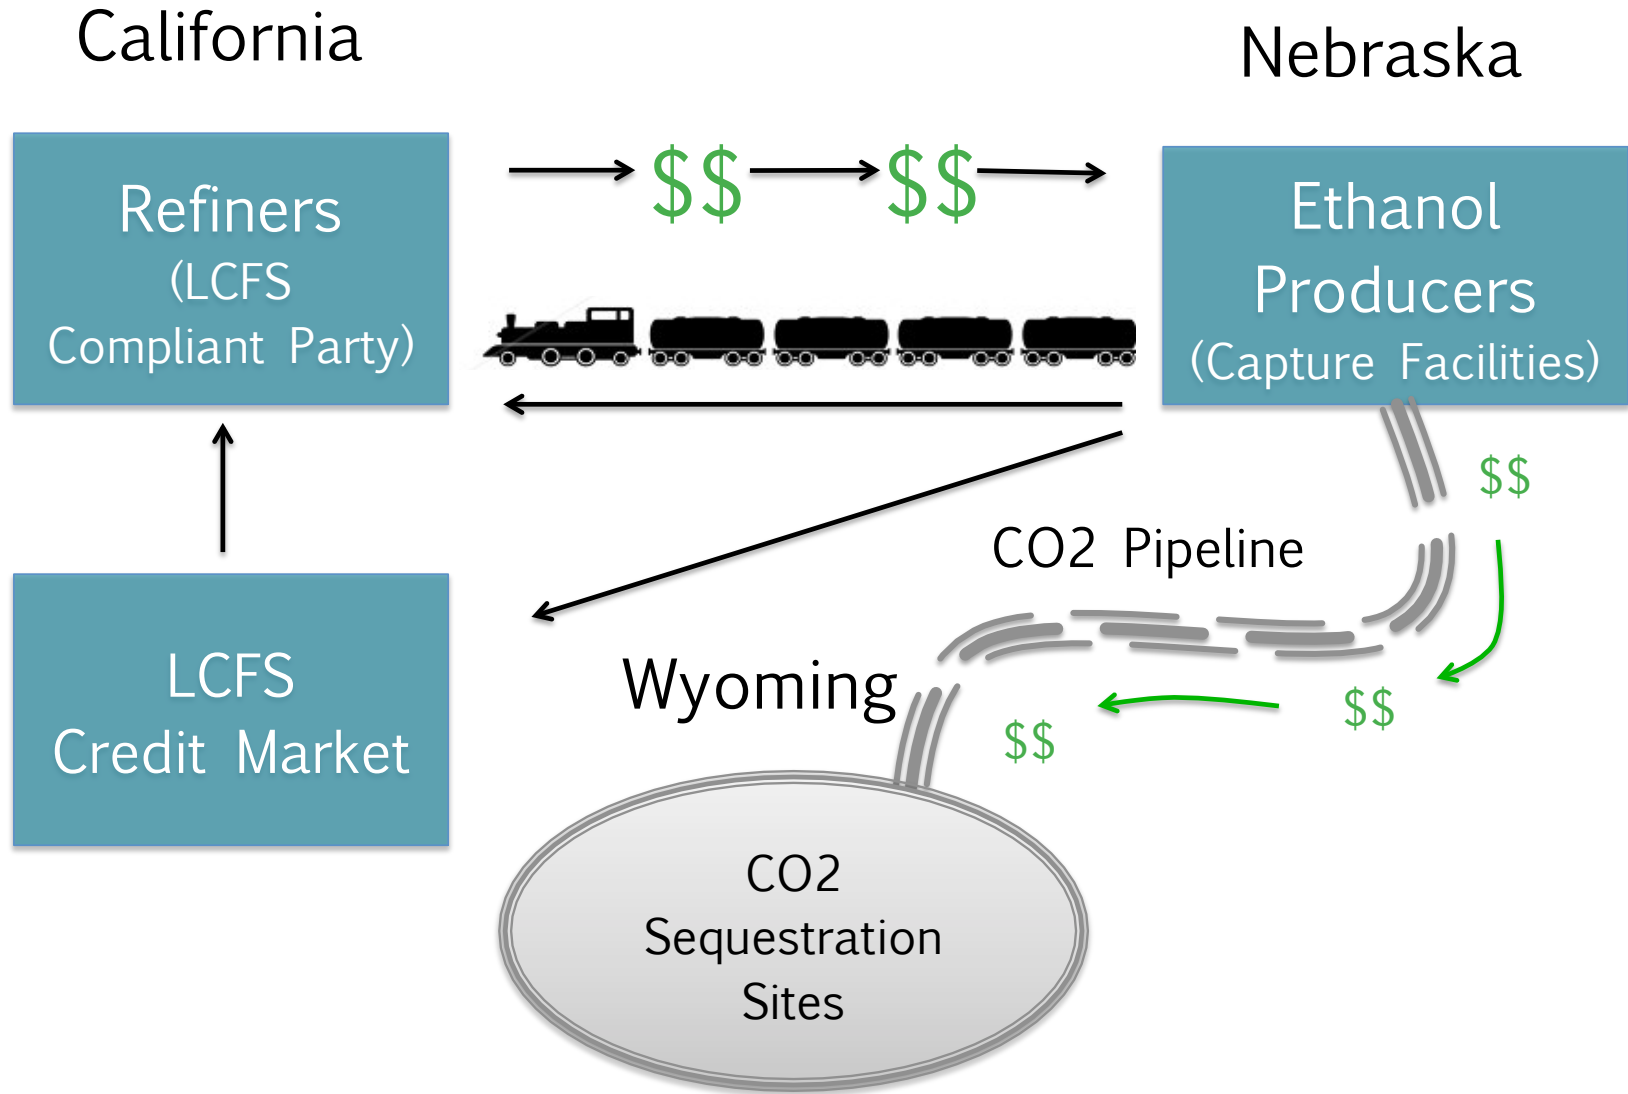 California
Nebraska
Refiners
(LCFS
Compliant Party)
$$
$$
Ethanol
Producers
(Capture Facilities)
$$
CO2 Pipeline
LCFS
Credit Market
Wyoming
$$
$$
CO2
Sequestration
Sites